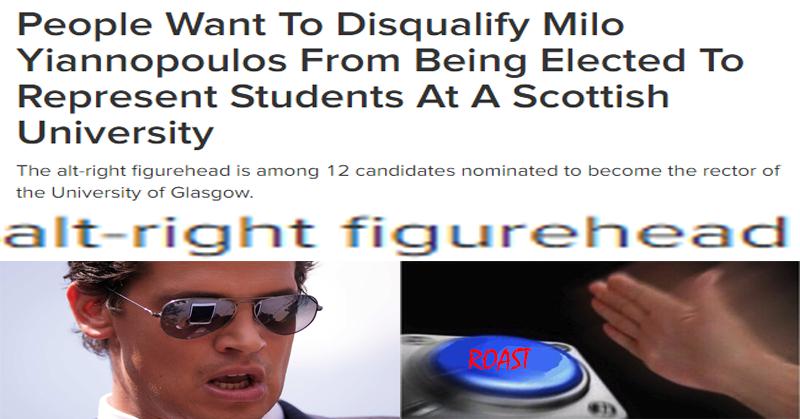 People Want To Disqualify Milo
Yiannopoulos From Being Elected To
Represent Students At A Scottish
University
The alt-right figurehead is among 12 candidates nominated to become the rector of
the University of Glasgow.
alt-right figurehead
ROAST